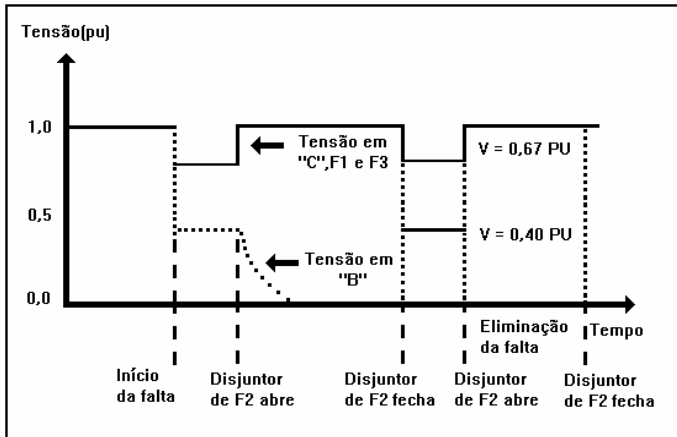 Tensão(pu)
1,0
Tensão em
"C",F1 e F3
V = 0,67 PU
0,5
V = 0,40 PU
Tensão em
"B"
0,0
Eliminação
da falta
Tempo
Início
da falta
Disjuntor
de F2 abre
Disjuntor
de F2 fecha
Disjuntor
de F2 abre
Disjuntor
de F2 fecha